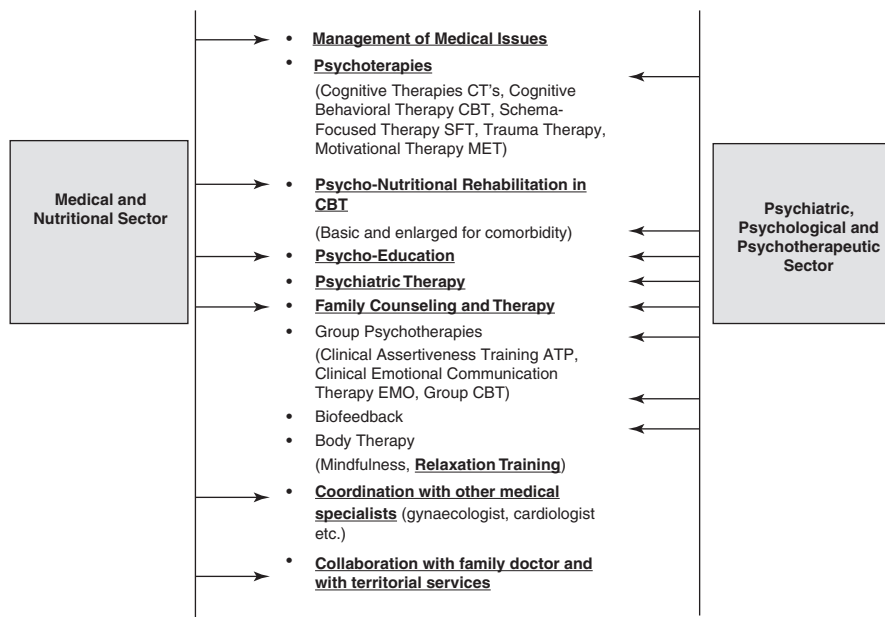 Medical and
Nutritional Sector
• Management of Medical Issues
• Psychoterapies
(Cognitive Therapies CT's, Cognitive
Behavioral Therapy CBT, Schema-
Focused Therapy SFT, Trauma Therapy,
Motivational Therapy MET)
• Psycho-Nutritional Rehabilitation in
CBT
(Basic and enlarged for comorbidity)
• Psycho-Education
• Psychiatric Therapy
• Family Counseling and Therapy
• Group Psychotherapies
(Clinical Assertiveness Training ATP,
Clinical Emotional Communication
Therapy EMO, Group CBT)
• Biofeedback
• Body Therapy
(Mindfulness, Relaxation Training)
• Coordination with other medical
specialists (gynaecologist, cardiologist
etc.)
• Collaboration with family doctor and
with territorial services
Psychiatric,
Psychological and
Psychotherapeutic
Sector